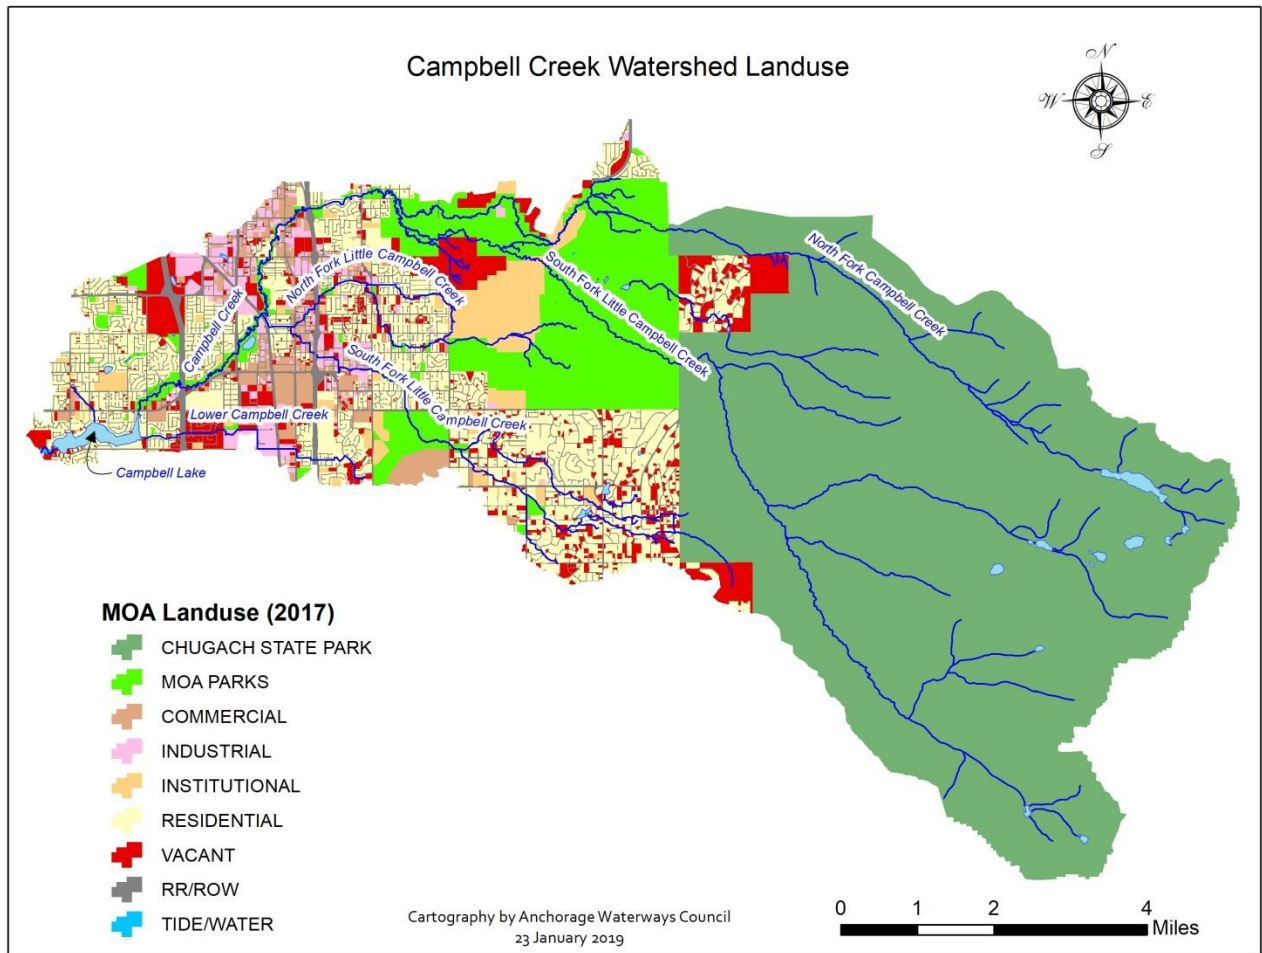 Campbell Creek Watershed Landuse
N
W
E
S
North Fork Little Campbell Creek
South Fork Little Campbell Creek
North Fork Campbell Creek
Campbell Creek
South Fork Little Campbell Creek
Lower Campbell Creek
Campbell Lake
MOA Landuse (2017)
CHUGACH STATE PARK
MOA PARKS
COMMERCIAL
INDUSTRIAL
INSTITUTIONAL
RESIDENTIAL
VACANT
RR/ROW
TIDE/WATER
Cartography by Anchorage Waterways Council
23 January 2019
0 1 2 4
Miles